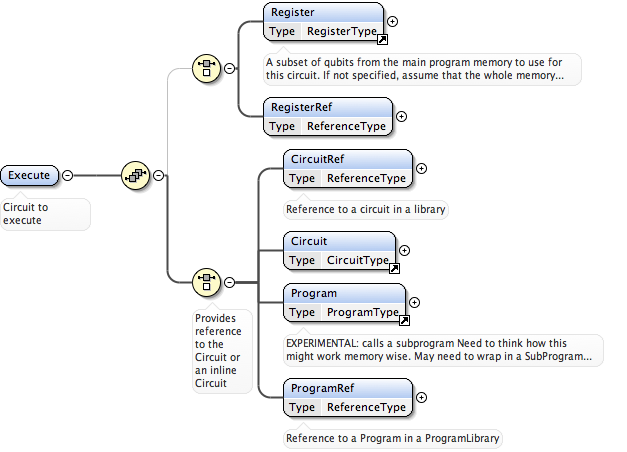 Register
Type RegisterType
A subset of qubits from the main program memory to use for
this circuit. If not specified, assume that the whole memory...
RegisterRef
Type ReferenceType
Execute
Circuit to
execute
CircuitRef
Type ReferenceType
Reference to a circuit in a library
Circuit
Type CircuitType
Program
Type ProgramType
EXPERIMENTAL: calls a subprogram Need to think how this
might work memory wise. May need to wrap in a SubProgram...
Provides
reference
to the
Circuit or
an inline
Circuit
ProgramRef
Type ReferenceType
Reference to a Program in a ProgramLibrary